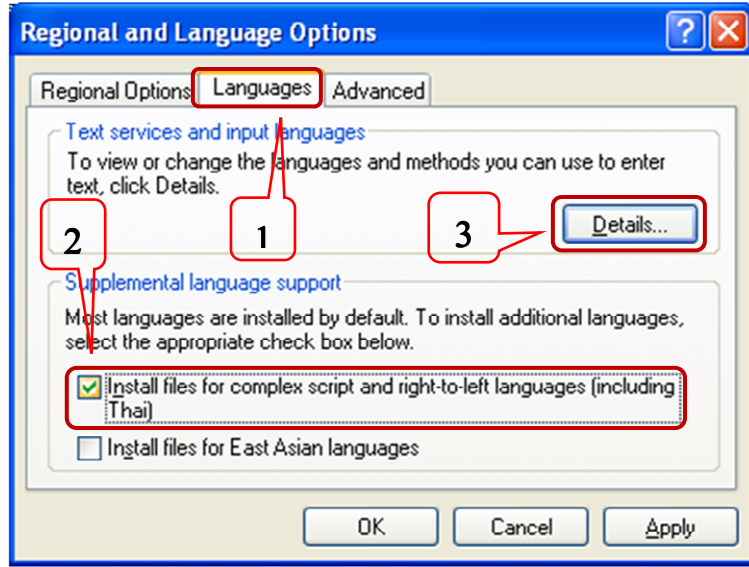 Regional and Language Options
Regional Options Languages Advanced
Text services and input languages
To view or change the languages and methods you can use to enter
text, click Details.
2 1 3 Details...
Supplemental language support
Most languages are installed by default. To install additional languages,
select the appropriate check box below.
Install files for complex script and right-to-left languages (including
Thai)
Install files for East Asian languages
OK Cancel Apply